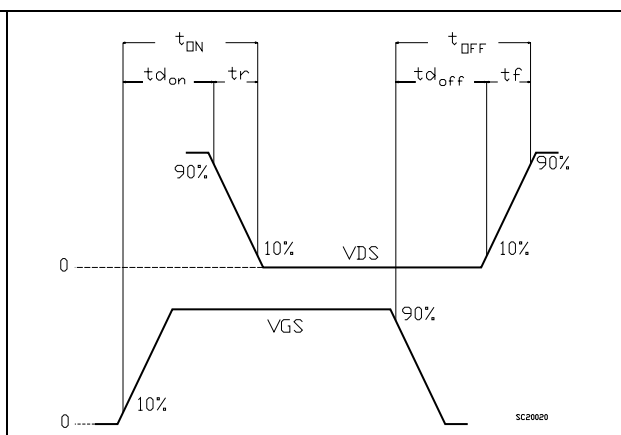 tON tOFF
tdon tr tdoff tf
90% 90%
10% 10%
0 VDS
VGS 90%
10%
0 SC20020